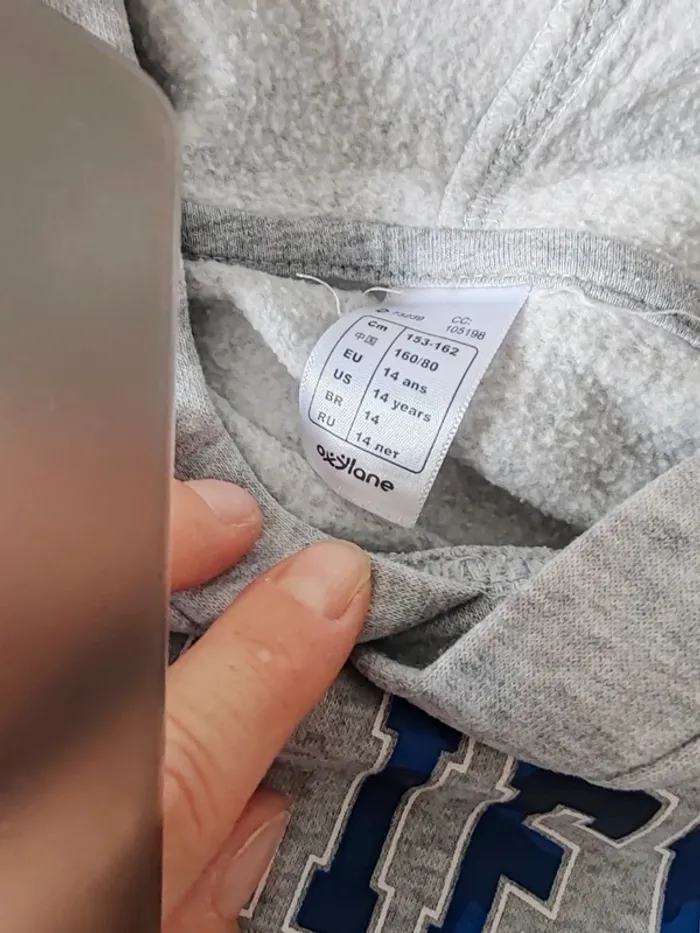 CC:
105198
Cm 153-162
中国 160/80
EU 14 ans
US 14 years
BR 14
RU 14 лет
oxylane